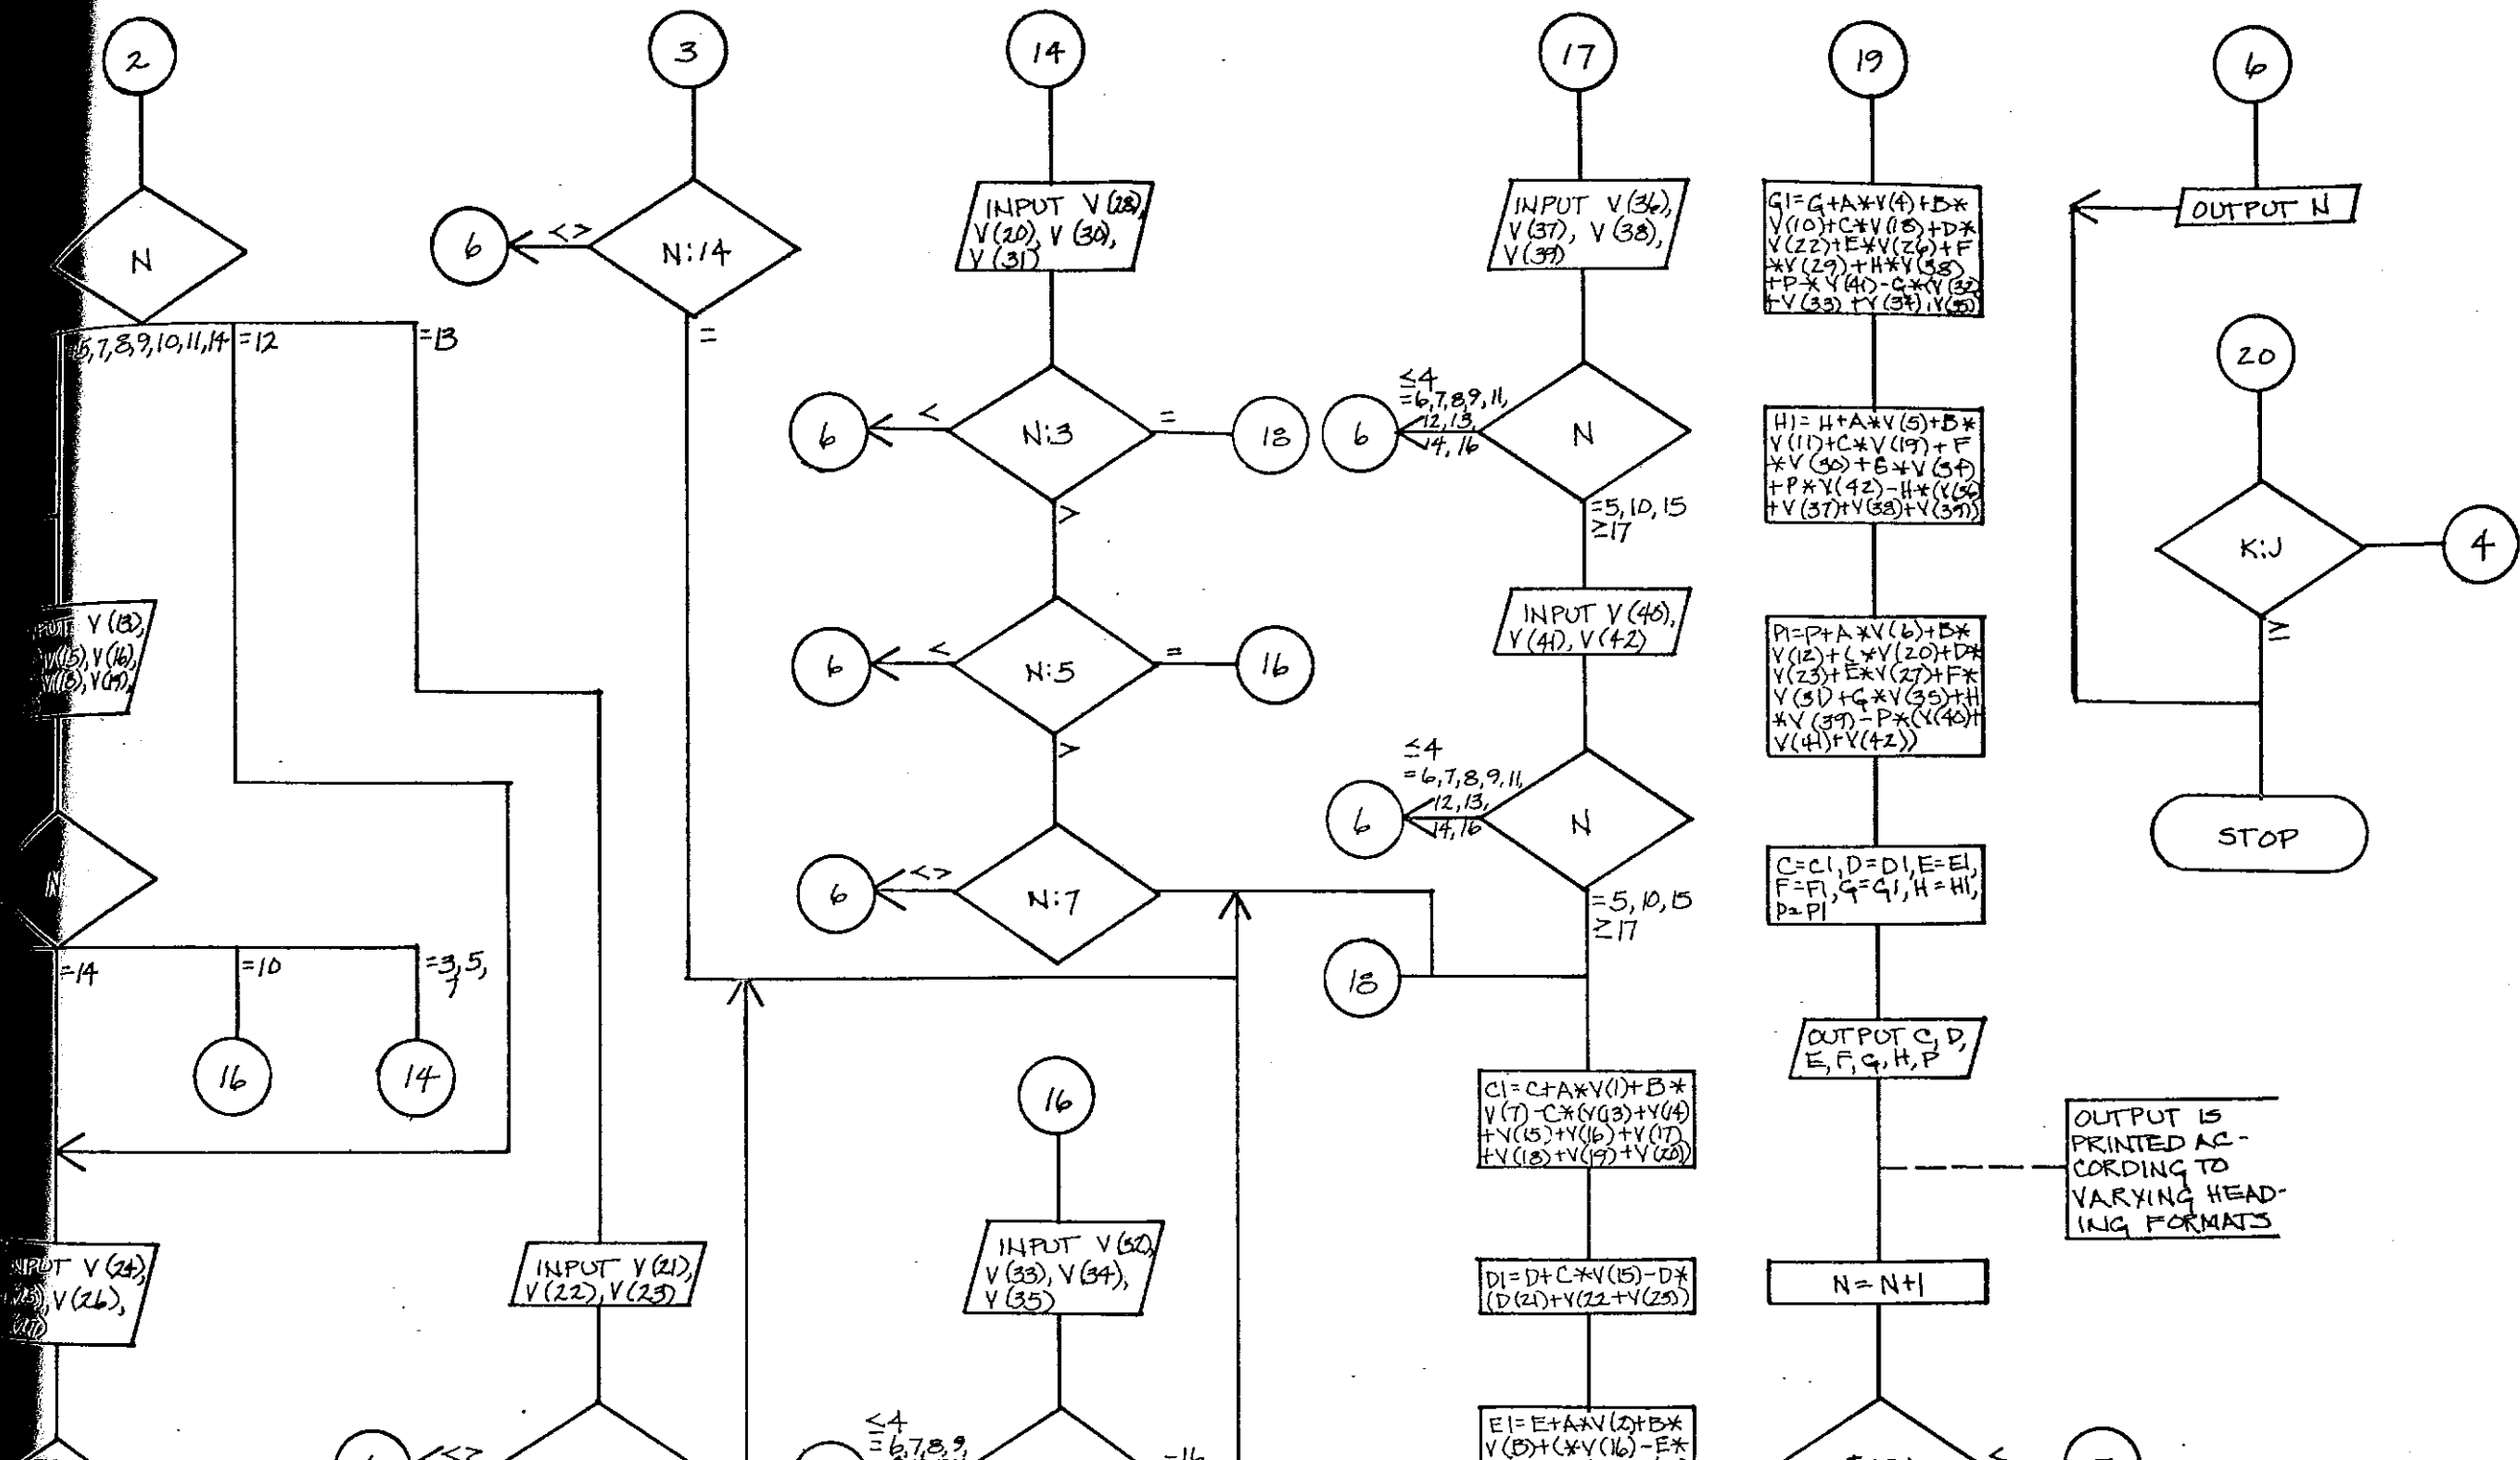 2
N
5,7,8,9,10,11,14
=12
=13
V(13),
V(15), V(16),
V(18), V(19),
N
=14
=10
=3,5,
7
16
14
INPUT V(24),
V(26),
3
N:14
<>
6
=
INPUT V(21),
V(22), V(23)
<>
14
INPUT V(28),
V(20), V(30),
V(31)
N:3
<
6
=
18
>
N:5
<
6
=
16
>
N:7
<>
6
16
INPUT V(32),
V(33), V(34),
V(35)
≤4
=6,7,8,9,
=16
17
INPUT V(36),
V(37), V(38),
V(39)
≤4
=6,7,8,9,11,
12,13,
14,16
6
N
=5,10,15
≥17
INPUT V(40),
V(41), V(42)
≤4
=6,7,8,9,11,
12,13,
14,16
6
N
=5,10,15
≥17
18
C1=C+A*V(1)+B*
V(7)-C*(V(13)+V(14)
+V(15)+V(16)+V(17)
+V(18)+V(19)+V(20))
D1=D+C*V(15)-D*
(D(21)+V(22+V(23))
E1=E+A*V(2)+B*
V(8)+C*V(16)-E*
19
G1=G+A*V(4)+B*
V(10)+C*V(18)+D*
V(22)+E*V(26)+F
*V(29)+H*V(38)
+P*V(41)-G*(V(32)
+V(33)+V(34)+V(35)
H1=H+A*V(5)+B*
V(11)+C*V(19)+F
*V(30)+G*V(34)
+P*V(42)-H*(V(36)
+V(37)+V(38)+V(39))
P1=P+A*V(6)+B*
V(12)+C*V(20)+D*
V(23)+E*V(27)+F*
V(31)+G*V(35)+H
*V(39)-P*(V(40)+
V(41)+V(42))
C=C1, D=D1, E=E1,
F=F1, G=G1, H=H1,
P=P1
OUTPUT C, D,
E, F, G, H, P
OUTPUT IS
PRINTED AC-
CORDING TO
VARYING HEAD-
ING FORMATS
N=N+1
<
6
OUTPUT N
20
K:J
4
≥
STOP